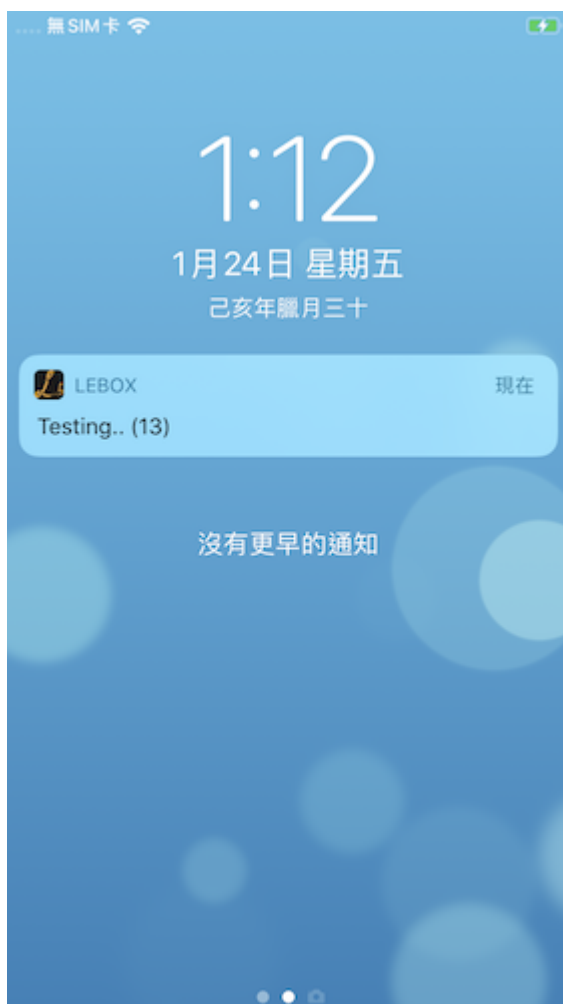 無SIM卡
1:12
1月24日 星期五
己亥年臘月三十
LEBOX 現在
Testing.. (13)
沒有更早的通知